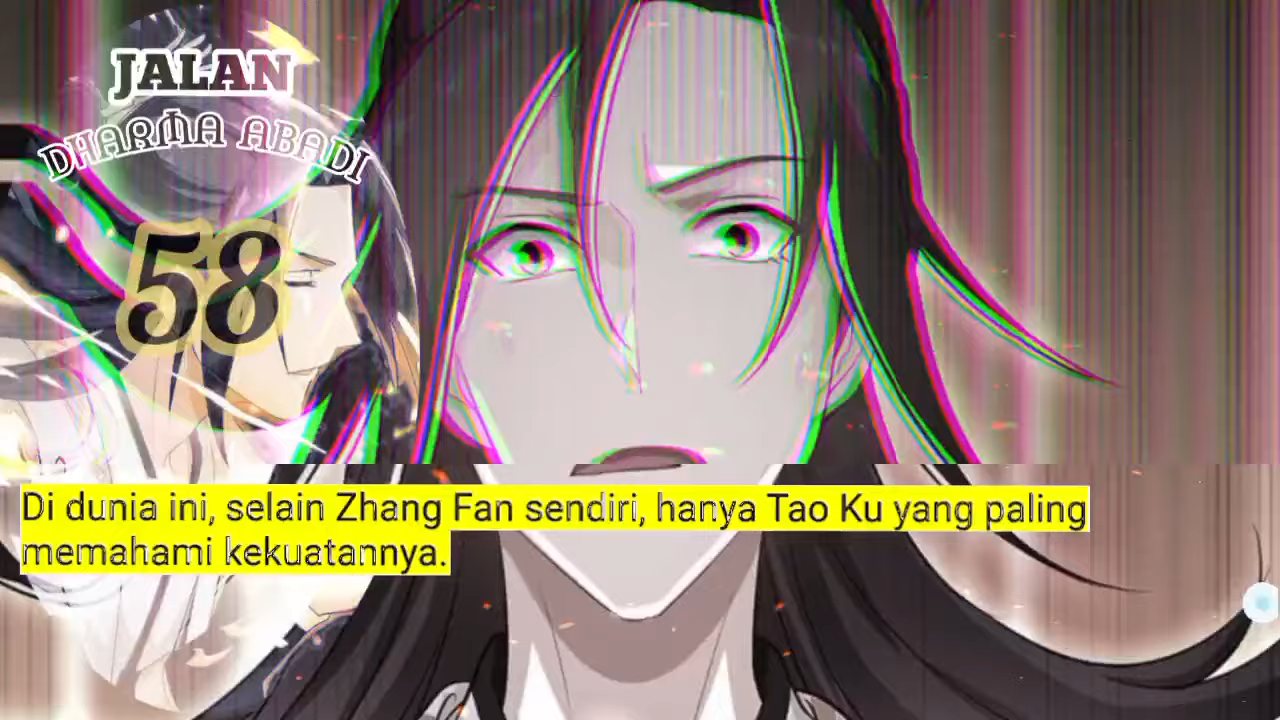 JALAN
DHARMA ABADI
58
Di dunia ini, selain Zhang Fan sendiri, hanya Tao Ku yang paling
memahami kekuatannya.